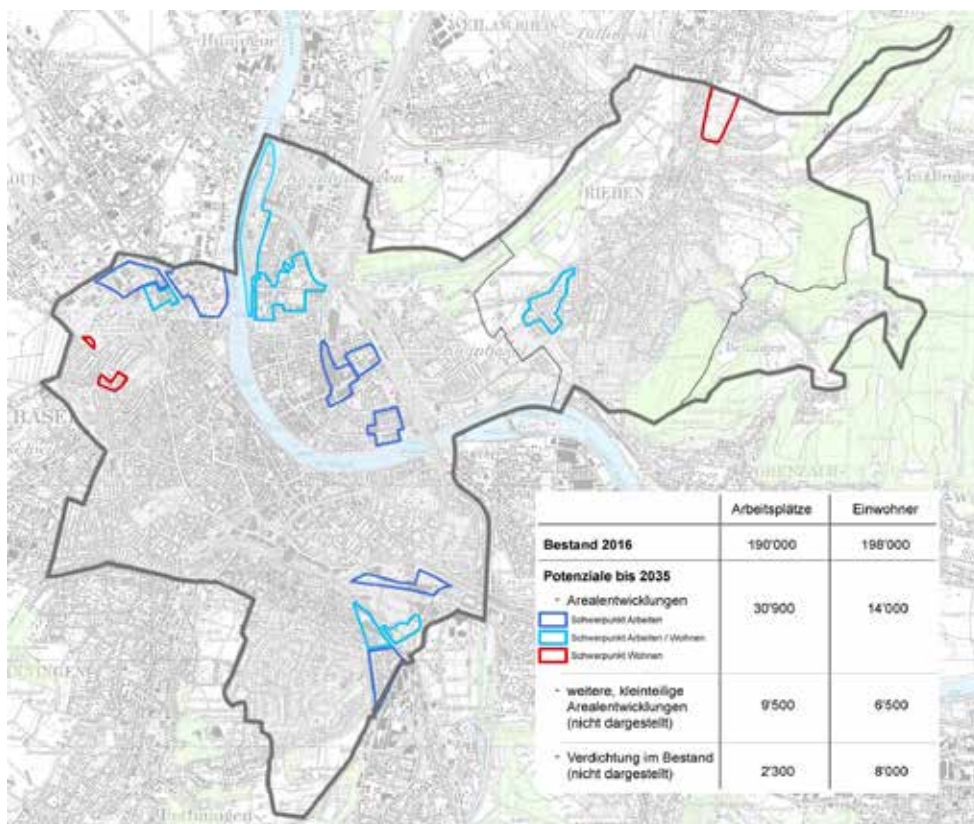 Hüningen
WEIL AM RHEIN
RIEHEN
BASEL
Arbeitsplätze Einwohner
Bestand 2016 190'000 198'000
Potenziale bis 2035
- Arealentwicklungen 30'900 14'000
Schwerpunkt Arbeiten
Schwerpunkt Arbeiten / Wohnen
Schwerpunkt Wohnen
- weitere, kleinteilige
Arealentwicklungen 9'500 6'500
(nicht dargestellt)
- Verdichtung im Bestand
(nicht dargestellt) 2'300 8'000